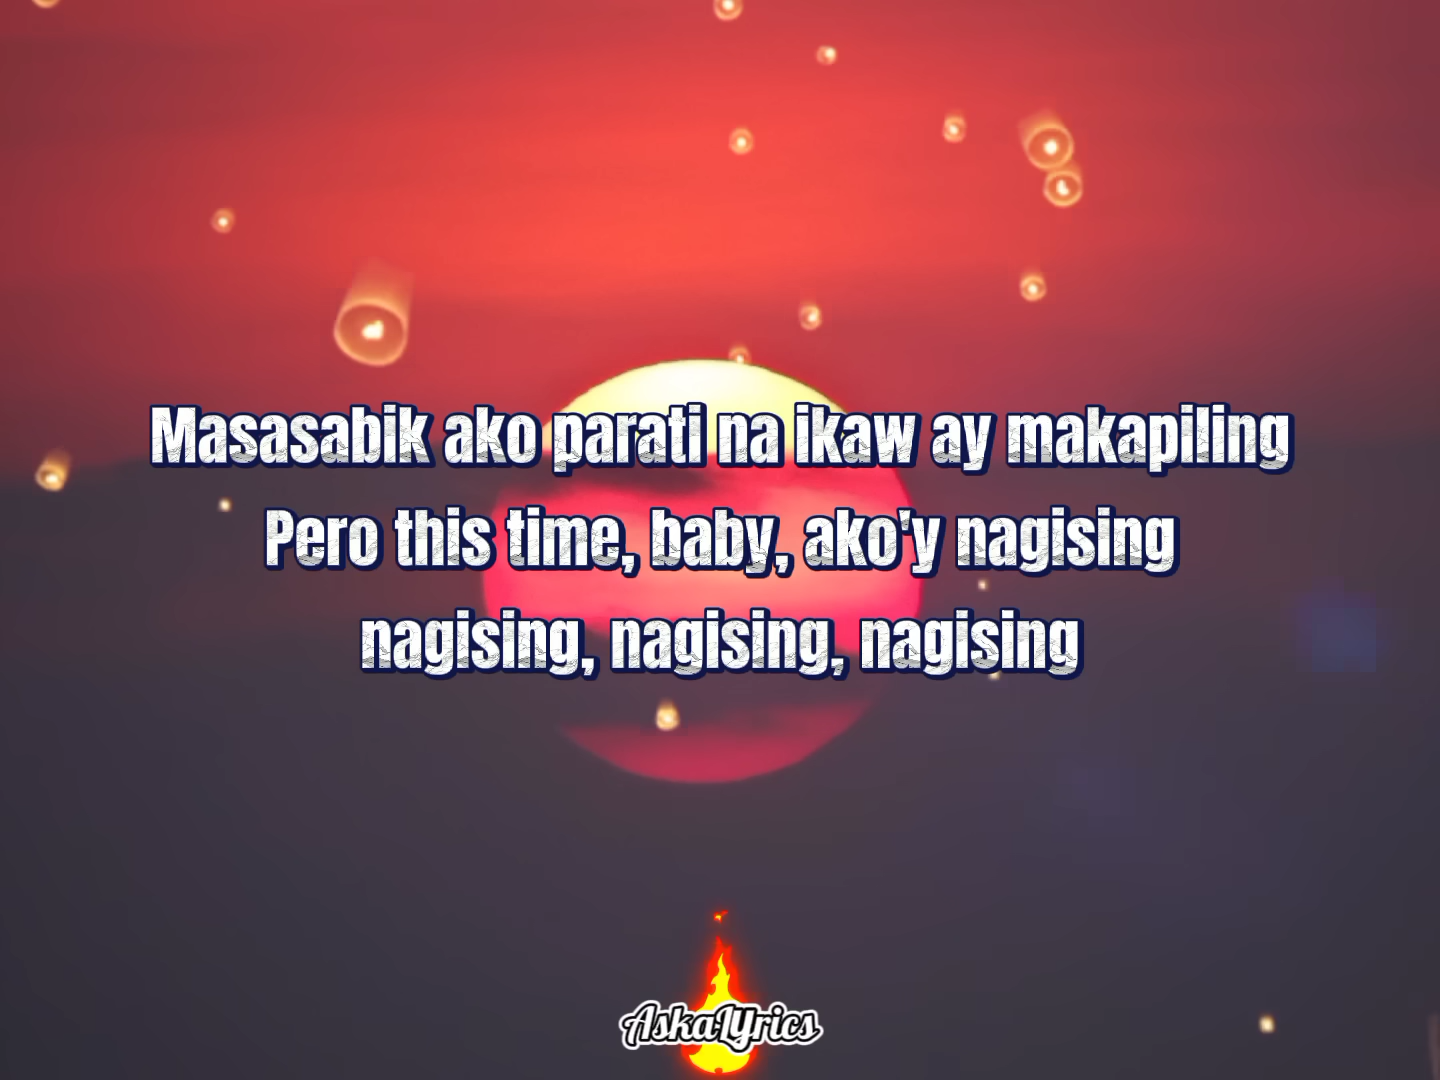 Masasabik ako parati na ikaw ay makapiling
Pero this time, baby, ako'y nagising
nagising, nagising, nagising
AskaLyrics